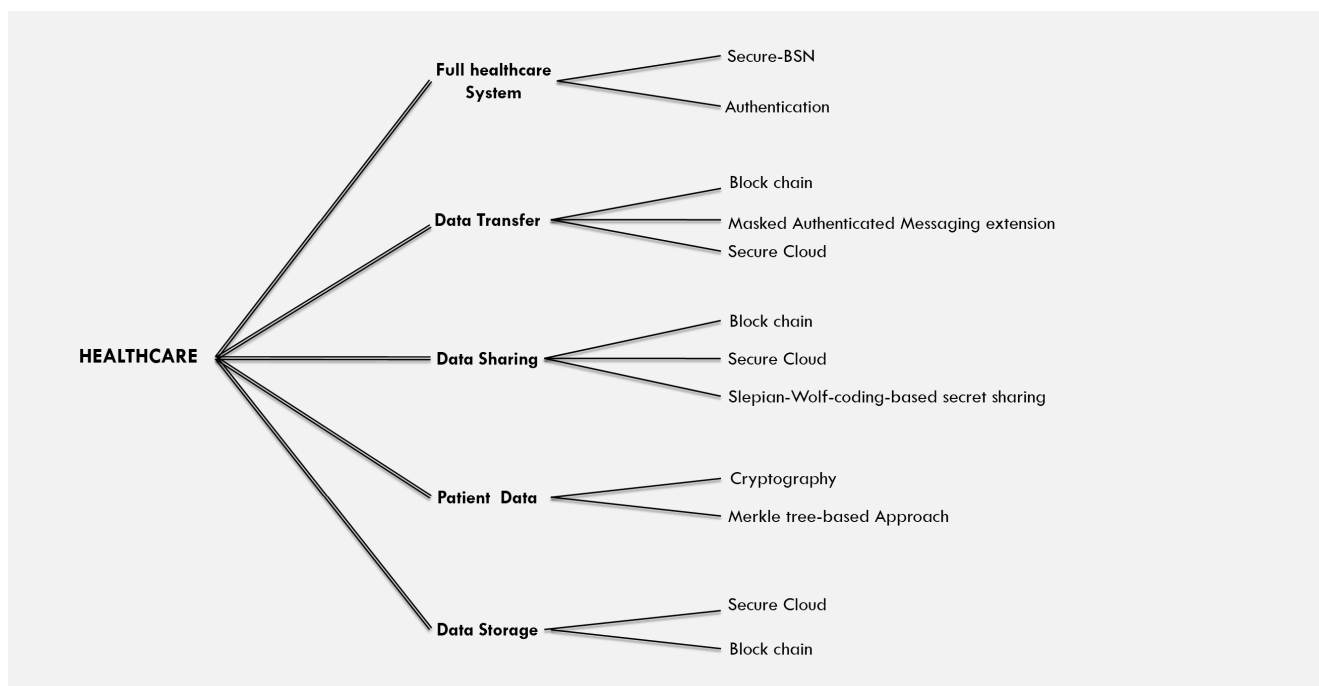 Full healthcare
System
Secure-BSN
Authentication
Data Transfer
Block chain
Masked Authenticated Messaging extension
Secure Cloud
HEALTHCARE
Data Sharing
Block chain
Secure Cloud
Slepian-Wolf-coding-based secret sharing
Patient Data
Cryptography
Merkle tree-based Approach
Data Storage
Secure Cloud
Block chain